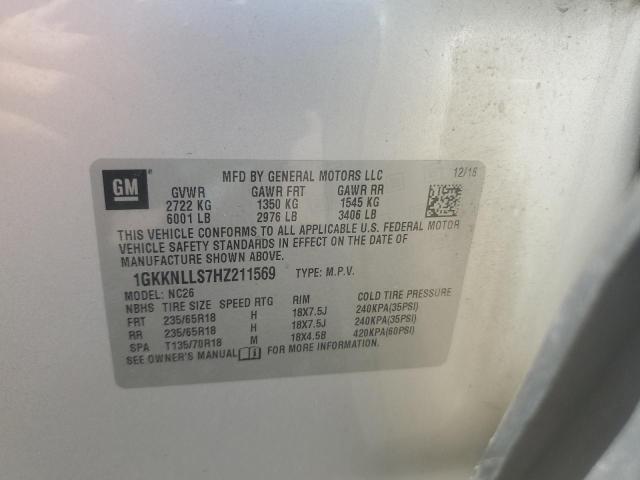 GM
MFD BY GENERAL MOTORS LLC 12/16
GVWR GAWR FRT GAWR RR
2722 KG 1350 KG 1545 KG
6001 LB 2976 LB 3406 LB
THIS VEHICLE CONFORMS TO ALL APPLICABLE U.S. FEDERAL MOTOR
VEHICLE SAFETY STANDARDS IN EFFECT ON THE DATE OF
MANUFACTURE SHOWN ABOVE.
1GKKNLLS7HZ211569 TYPE: M.P.V.
MODEL: NC26
NBHS TIRE SIZE SPEED RTG RIM COLD TIRE PRESSURE
FRT 235/65R18 H 18X7.5J 240KPA(35PSI)
RR 235/65R18 H 18X7.5J 240KPA(35PSI)
SPA T135/70R18 M 18X4.5B 420KPA(60PSI)
SEE OWNER'S MANUAL FOR MORE INFORMATION.